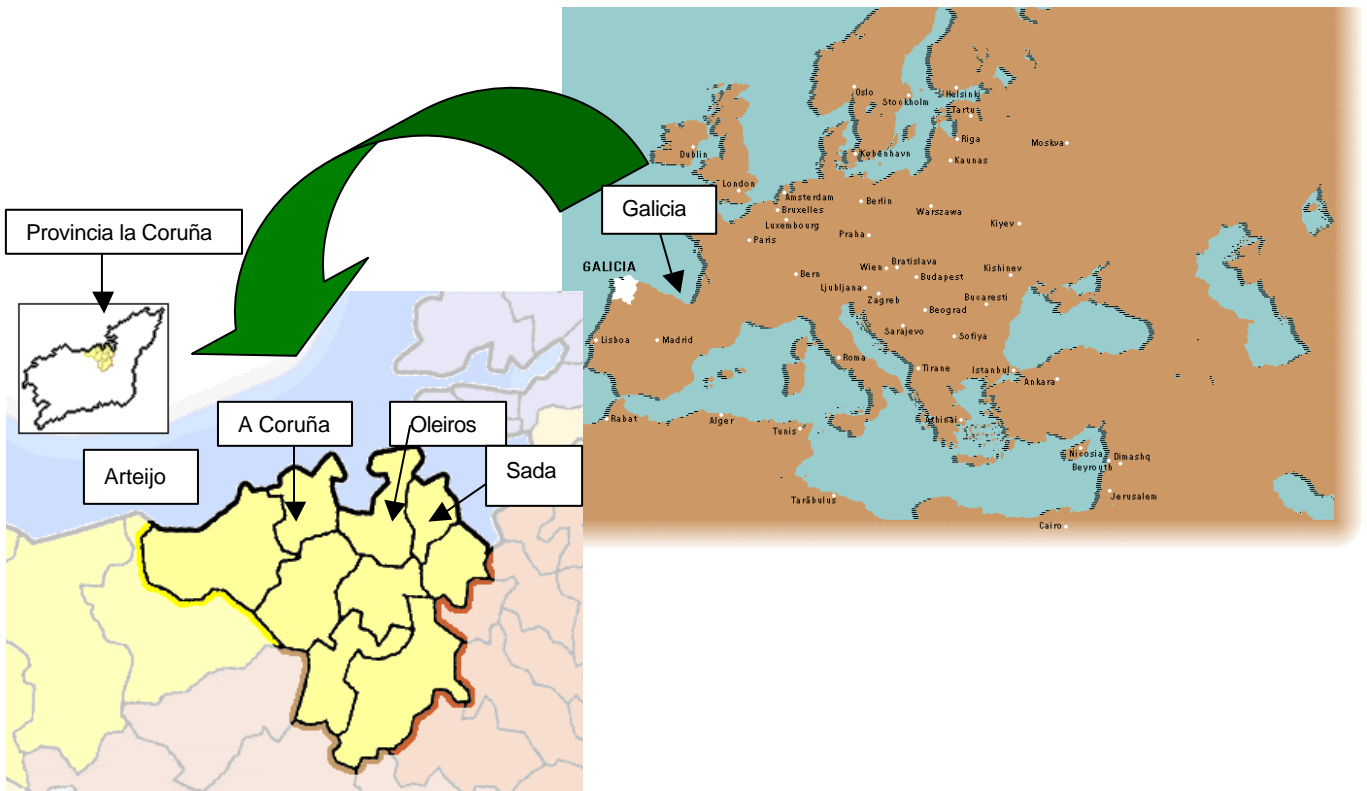 Oslo
Stockholm
Helsinki
Tartu
Riga
Moskva
Dublin
København
Kaunas
London
Amsterdam
Berlin
Galicia
Bruxelles
Warszawa
Luxembourg
Kiyev
Provincia la Coruña
Paris
Praha
GALICIA
Bern
Wien
Bratislava
Budapest
Kishinev
Ljubljana
Zagreb
Bucaresti
Beograd
Sarajevo
Sofiya
Lisboa
Madrid
Roma
Tirane
Istanbul
Ankara
A Coruña
Oleiros
Rabat
Alger
Tunis
Athinai
Arteijo
Sada
Nicosia
Beyrouth
Dimashq
Tarābulus
Jerusalem
Cairo